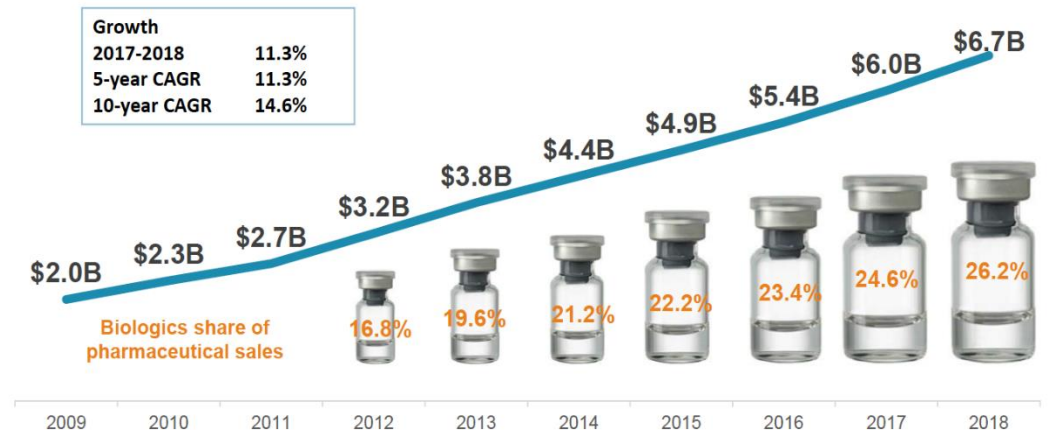 Growth
2017-2018 11.3%
5-year CAGR 11.3%
10-year CAGR 14.6%
$2.0B
$2.3B
$2.7B
$3.2B
$3.8B
$4.4B
$4.9B
$5.4B
$6.0B
$6.7B
Biologics share of
pharmaceutical sales
16.8%
19.6%
21.2%
22.2%
23.4%
24.6%
26.2%
2009 2010 2011 2012 2013 2014 2015 2016 2017 2018